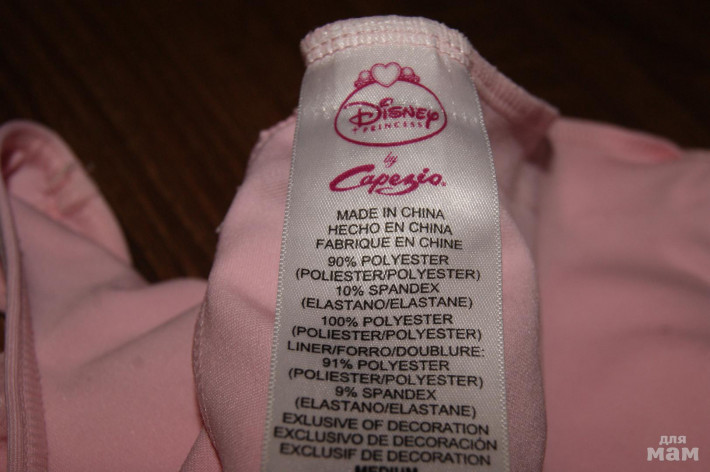 Disney
PRINCESS
by
Capezio®
MADE IN CHINA
HECHO EN CHINA
FABRIQUE EN CHINE
90% POLYESTER
(POLIESTER/POLYESTER)
10% SPANDEX
(ELASTANO/ELASTANE)
100% POLYESTER
(POLIESTER/POLYESTER)
LINER/FORRO/DOUBLURE:
91% POLYESTER
(POLIESTER/POLYESTER)
9% SPANDEX
(ELASTANO/ELASTANE)
EXLUSIVE OF DECORATION
EXCLUSIVO DE DECORACIÓN
EXCLUSIF DE DECORATION
MEDIUM
для
мам